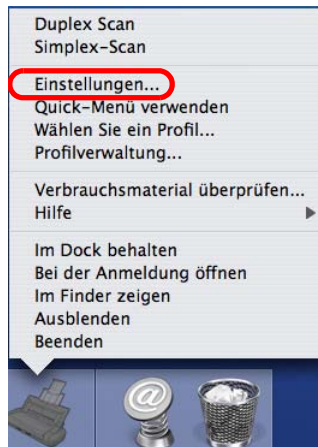 Duplex Scan
Simplex-Scan
Einstellungen...
Quick-Menü verwenden
Wählen Sie ein Profil...
Profilverwaltung...
Verbrauchsmaterial überprüfen...
Hilfe
Im Dock behalten
Bei der Anmeldung öffnen
Im Finder zeigen
Ausblenden
Beenden
@